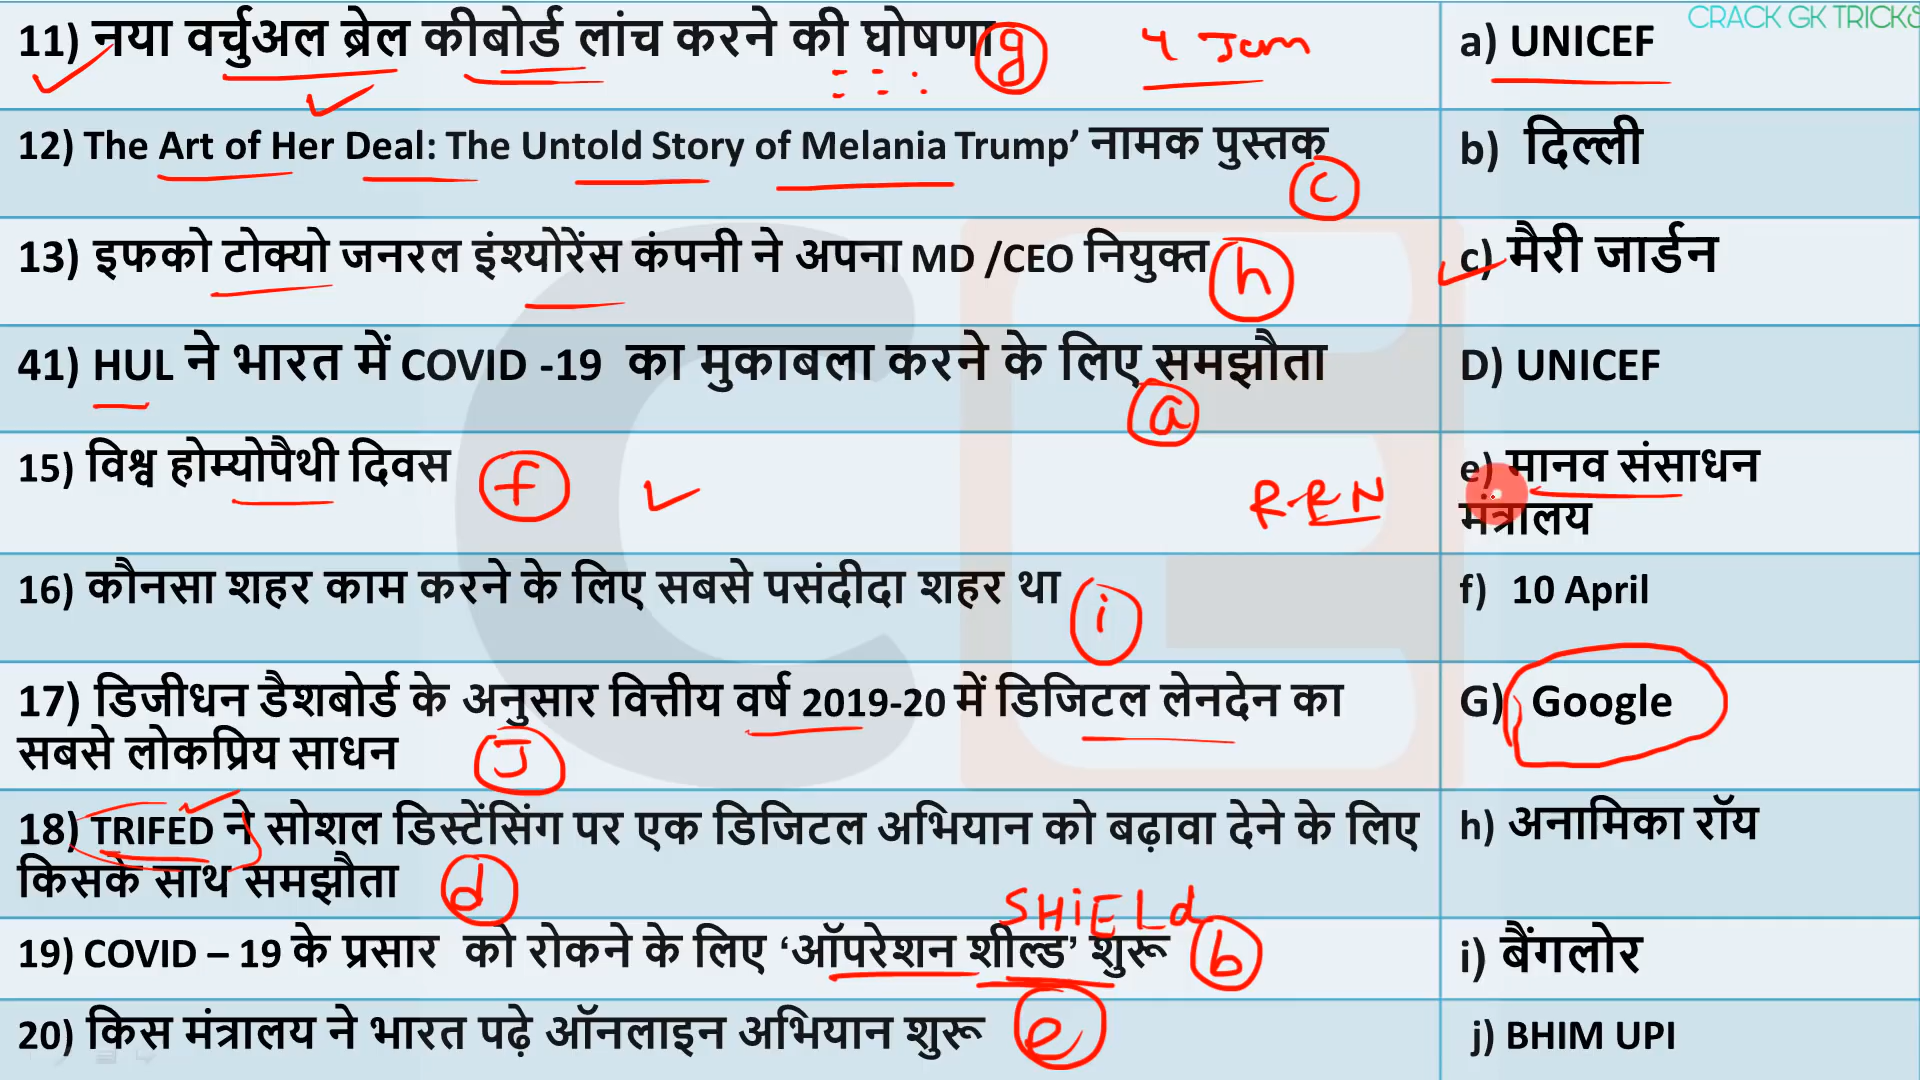 CRACK GK TRICKS
11) नया वर्चुअल ब्रेल कीबोर्ड लांच करने की घोषणा g 4 Jam a) UNICEF
12) The Art of Her Deal: The Untold Story of Melania Trump’ नामक पुस्तक c b) दिल्ली
13) इफको टोक्यो जनरल इंश्योरेंस कंपनी ने अपना MD /CEO नियुक्त h c) मैरी जार्डन
41) HUL ने भारत में COVID -19 का मुकाबला करने के लिए समझौता a D) UNICEF
15) विश्व होम्योपैथी दिवस f e) मानव संसाधन
मंत्रालय
16) कौनसा शहर काम करने के लिए सबसे पसंदीदा शहर था i f) 10 April
17) डिजीधन डैशबोर्ड के अनुसार वित्तीय वर्ष 2019-20 में डिजिटल लेनदेन का G) Google
सबसे लोकप्रिय साधन J
18) TRIFED ने सोशल डिस्टेंसिंग पर एक डिजिटल अभियान को बढ़ावा देने के लिए h) अनामिका रॉय
किसके साथ समझौता d
SHiELd
19) COVID – 19 के प्रसार को रोकने के लिए ‘ऑपरेशन शील्ड’ शुरू b i) बैंगलोर
20) किस मंत्रालय ने भारत पढ़े ऑनलाइन अभियान शुरू e j) BHIM UPI